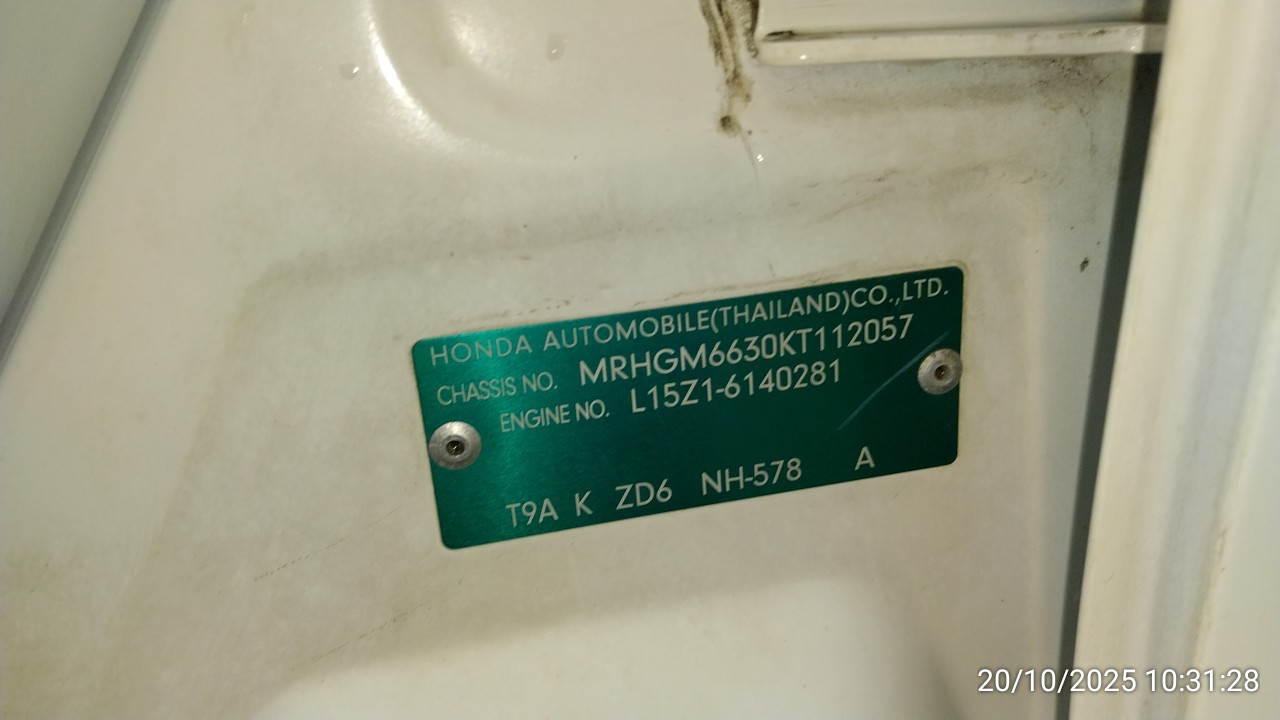 HONDA AUTOMOBILE(THAILAND)CO.,LTD.
CHASSIS NO. MRHGM6630KT112057
ENGINE NO. L15Z1-6140281
T9A K ZD6 NH-578 A
20/10/2025 10:31:28